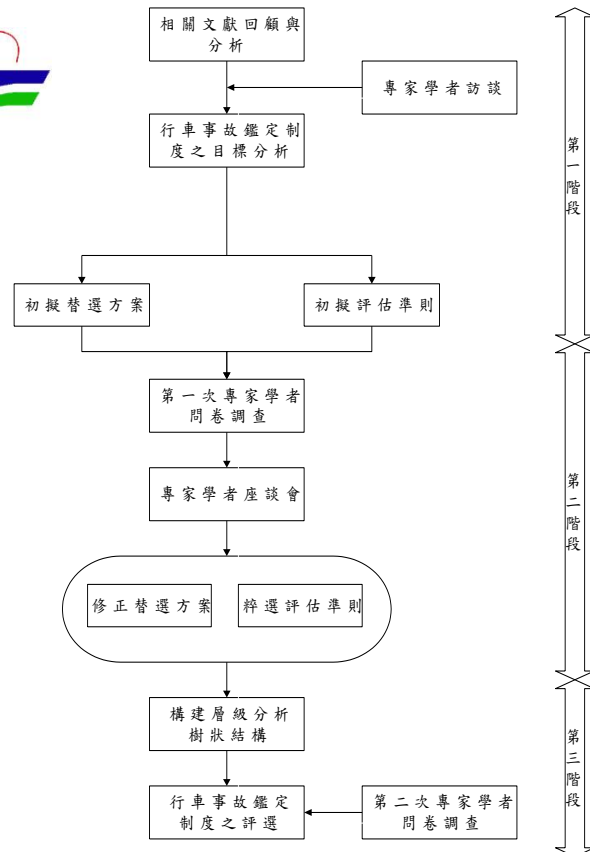 相關文獻回顧與
分析
專家學者訪談
行車事故鑑定制
度之目標分析
初擬替選方案
初擬評估準則
第一次專家學者
問卷調查
專家學者座談會
修正替選方案
粹選評估準則
構建層級分析
樹狀結構
行車事故鑑定
制度之評選
第二次專家學者
問卷調查
第一階段
第二階段
第三階段